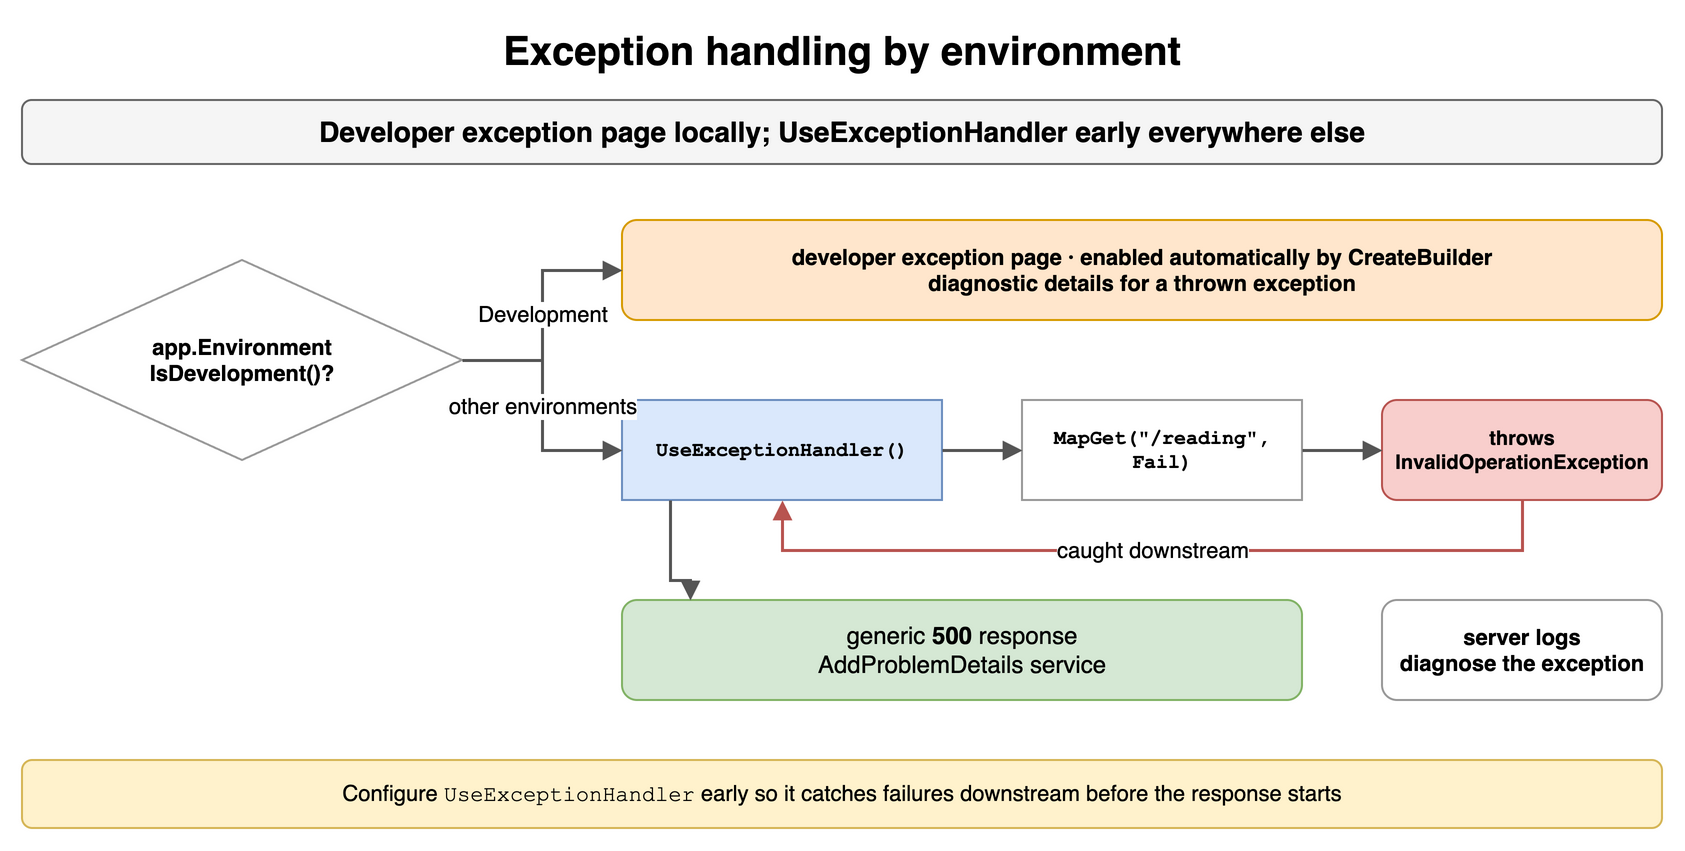 Exception handling by environment
Developer exception page locally; UseExceptionHandler early everywhere else
developer exception page · enabled automatically by CreateBuilder
diagnostic details for a thrown exception
Development
app.Environment
IsDevelopment()?
other environments
UseExceptionHandler()
MapGet("/reading",
Fail)
throws
InvalidOperationException
caught downstream
generic 500 response
AddProblemDetails service
server logs
diagnose the exception
Configure UseExceptionHandler early so it catches failures downstream before the response starts